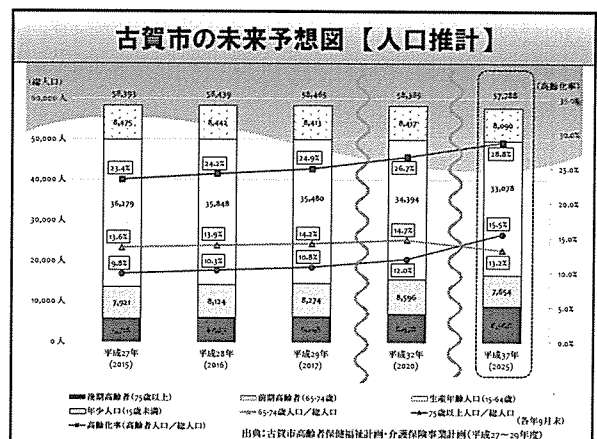 古賀市の未来予想図【人口推計】
(総人口)
(高齢化率)
58,393
58,439
58,465
58,385
57,788
60,000人
35.0%
8,475
8,442
8,413
8,417
8,090
50,000人
30.0%
23.4%
24.2%
24.9%
26.7%
28.8%
40,000人
25.0%
36,279
35,848
35,480
34,394
33,078
30,000人
20.0%
13.6%
13.9%
14.2%
14.7%
15.5%
15.0%
20,000人
9.8%
10.3%
10.8%
12.0%
13.2%
10.0%
10,000人
7,921
8,124
8,274
8,596
7,654
5.0%
0人
0.0%
平成27年
(2015)
平成28年
(2016)
平成29年
(2017)
平成32年
(2020)
平成37年
(2025)
後期高齢者(75歳以上)
前期高齢者(65-74歳)
生産年齢人口(15-64歳)
年少人口(15歳未満)
65-74歳人口/総人口
75歳以上人口/総人口
高齢化率(高齢者人口/総人口)
(各年9月末)
出典:古賀市高齢者保健福祉計画・介護保険事業計画(平成27~29年度)